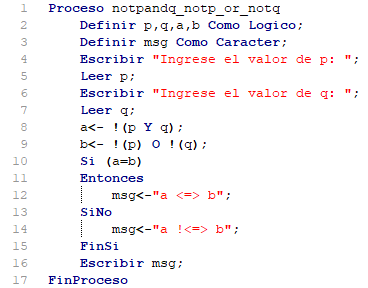 1 Proceso notpandq_notp_or_notq
2 Definir p,q,a,b Como Logico;
3 Definir msg Como Caracter;
4 Escribir "Ingrese el valor de p: ";
5 Leer p;
6 Escribir "Ingrese el valor de q: ";
7 Leer q;
8 a<- !(p Y q);
9 b<- !(p) O !(q);
10 Si (a=b)
11 Entonces
12 msg<-"a <=> b";
13 SiNo
14 msg<-"a !<=> b";
15 FinSi
16 Escribir msg;
17 FinProceso